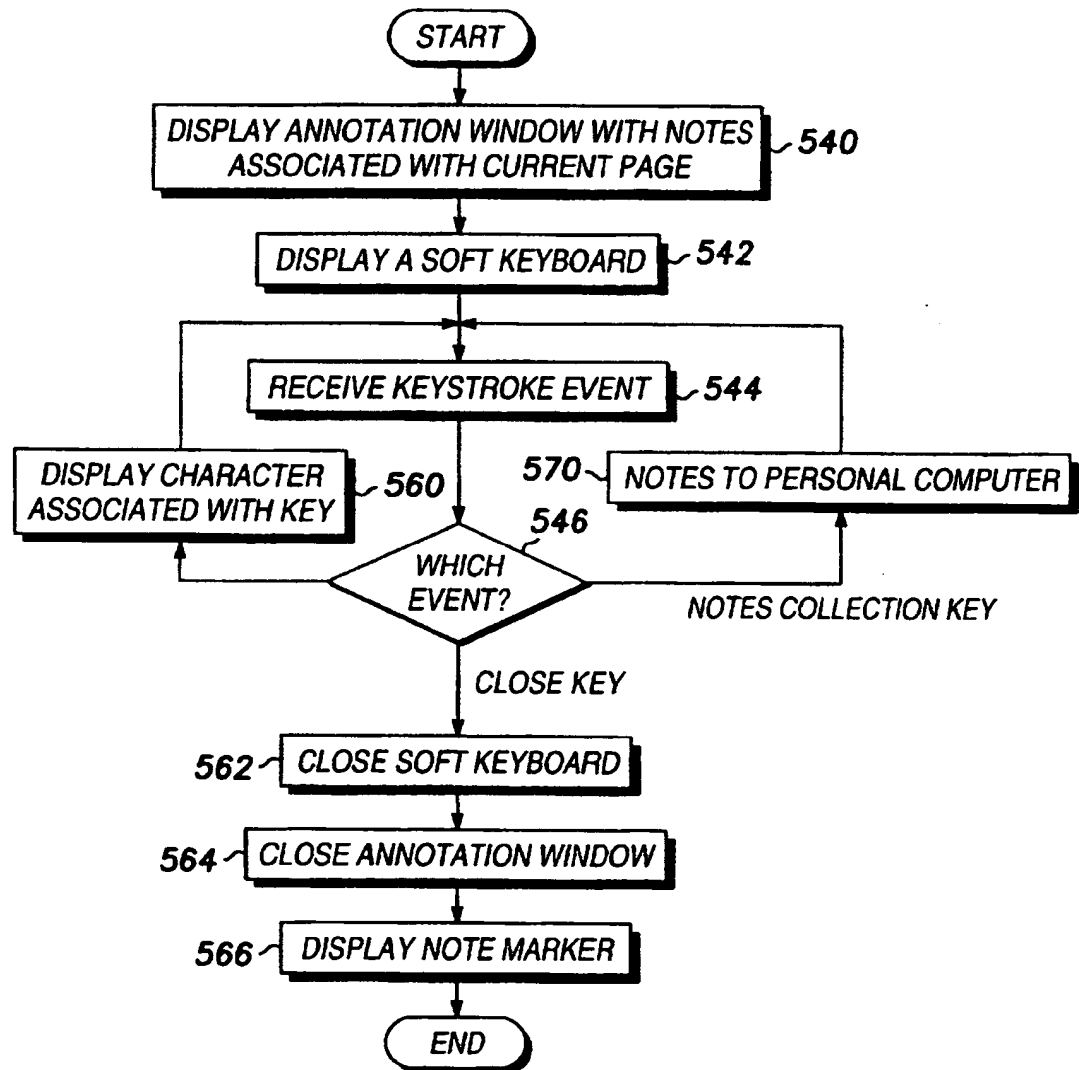 START
DISPLAY ANNOTATION WINDOW WITH NOTES
ASSOCIATED WITH CURRENT PAGE
540
DISPLAY A SOFT KEYBOARD
542
RECEIVE KEYSTROKE EVENT
544
DISPLAY CHARACTER
ASSOCIATED WITH KEY
560
570
NOTES TO PERSONAL COMPUTER
546
WHICH
EVENT?
NOTES COLLECTION KEY
CLOSE KEY
562
CLOSE SOFT KEYBOARD
564
CLOSE ANNOTATION WINDOW
566
DISPLAY NOTE MARKER
END